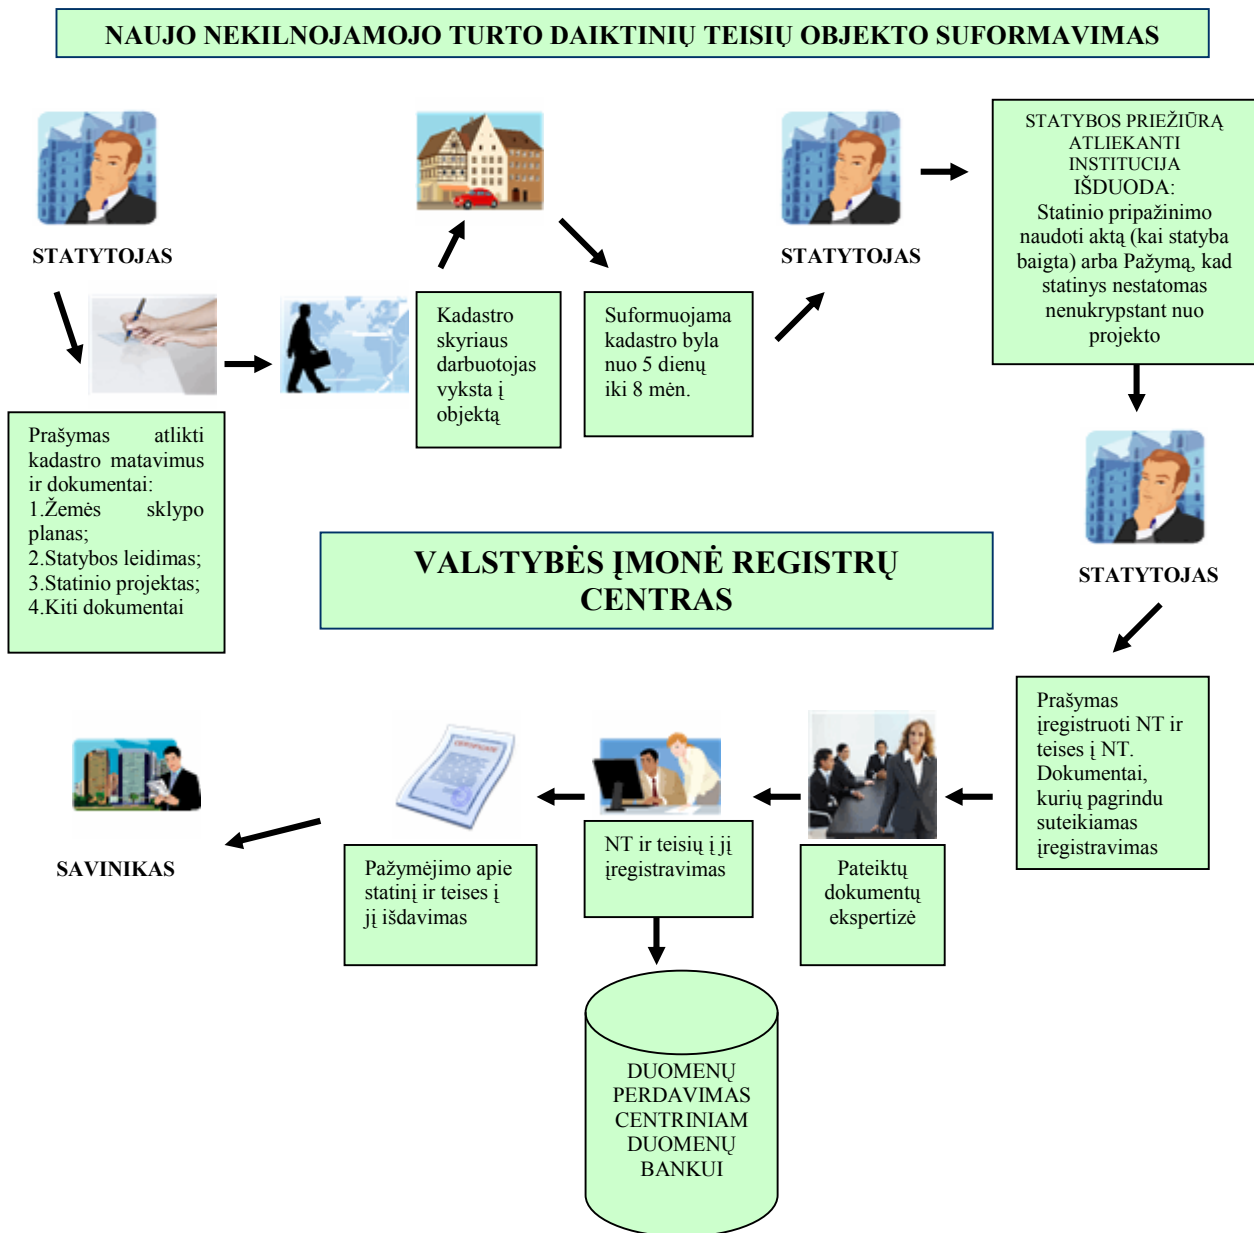 NAUJO NEKILNOJAMOJO TURTO DAIKTINIŲ TEISIŲ OBJEKTO SUFORMAVIMAS
STATYTOJAS
Prašymas atlikti
kadastro matavimus
ir dokumentai:
1.Žemės sklypo
planas;
2.Statybos leidimas;
3.Statinio projektas;
4.Kiti dokumentai
Kadastro
skyriaus
darbuotojas
vyksta į
objektą
Suformuojama
kadastro byla
nuo 5 dienų
iki 8 mėn.
STATYTOJAS
STATYBOS PRIEŽIŪRĄ
ATLIEKANTI
INSTITUCIJA
IŠDUODA:
Statinio pripažinimo
naudoti aktą (kai statyba
baigta) arba Pažymą, kad
statinys nestatomas
nenukrypstant nuo
projekto
STATYTOJAS
VALSTYBĖS ĮMONĖ REGISTRŲ
CENTRAS
Prašymas
įregistruoti NT ir
teises į NT.
Dokumentai,
kurių pagrindu
suteikiamas
įregistravimas
Pateiktų
dokumentų
ekspertizė
NT ir teisių į jį
įregistravimas
CERTIFICATE
Pažymėjimo apie
statinį ir teises į
jį išdavimas
SAVINIKAS
DUOMENŲ
PERDAVIMAS
CENTRINIAM
DUOMENŲ
BANKUI